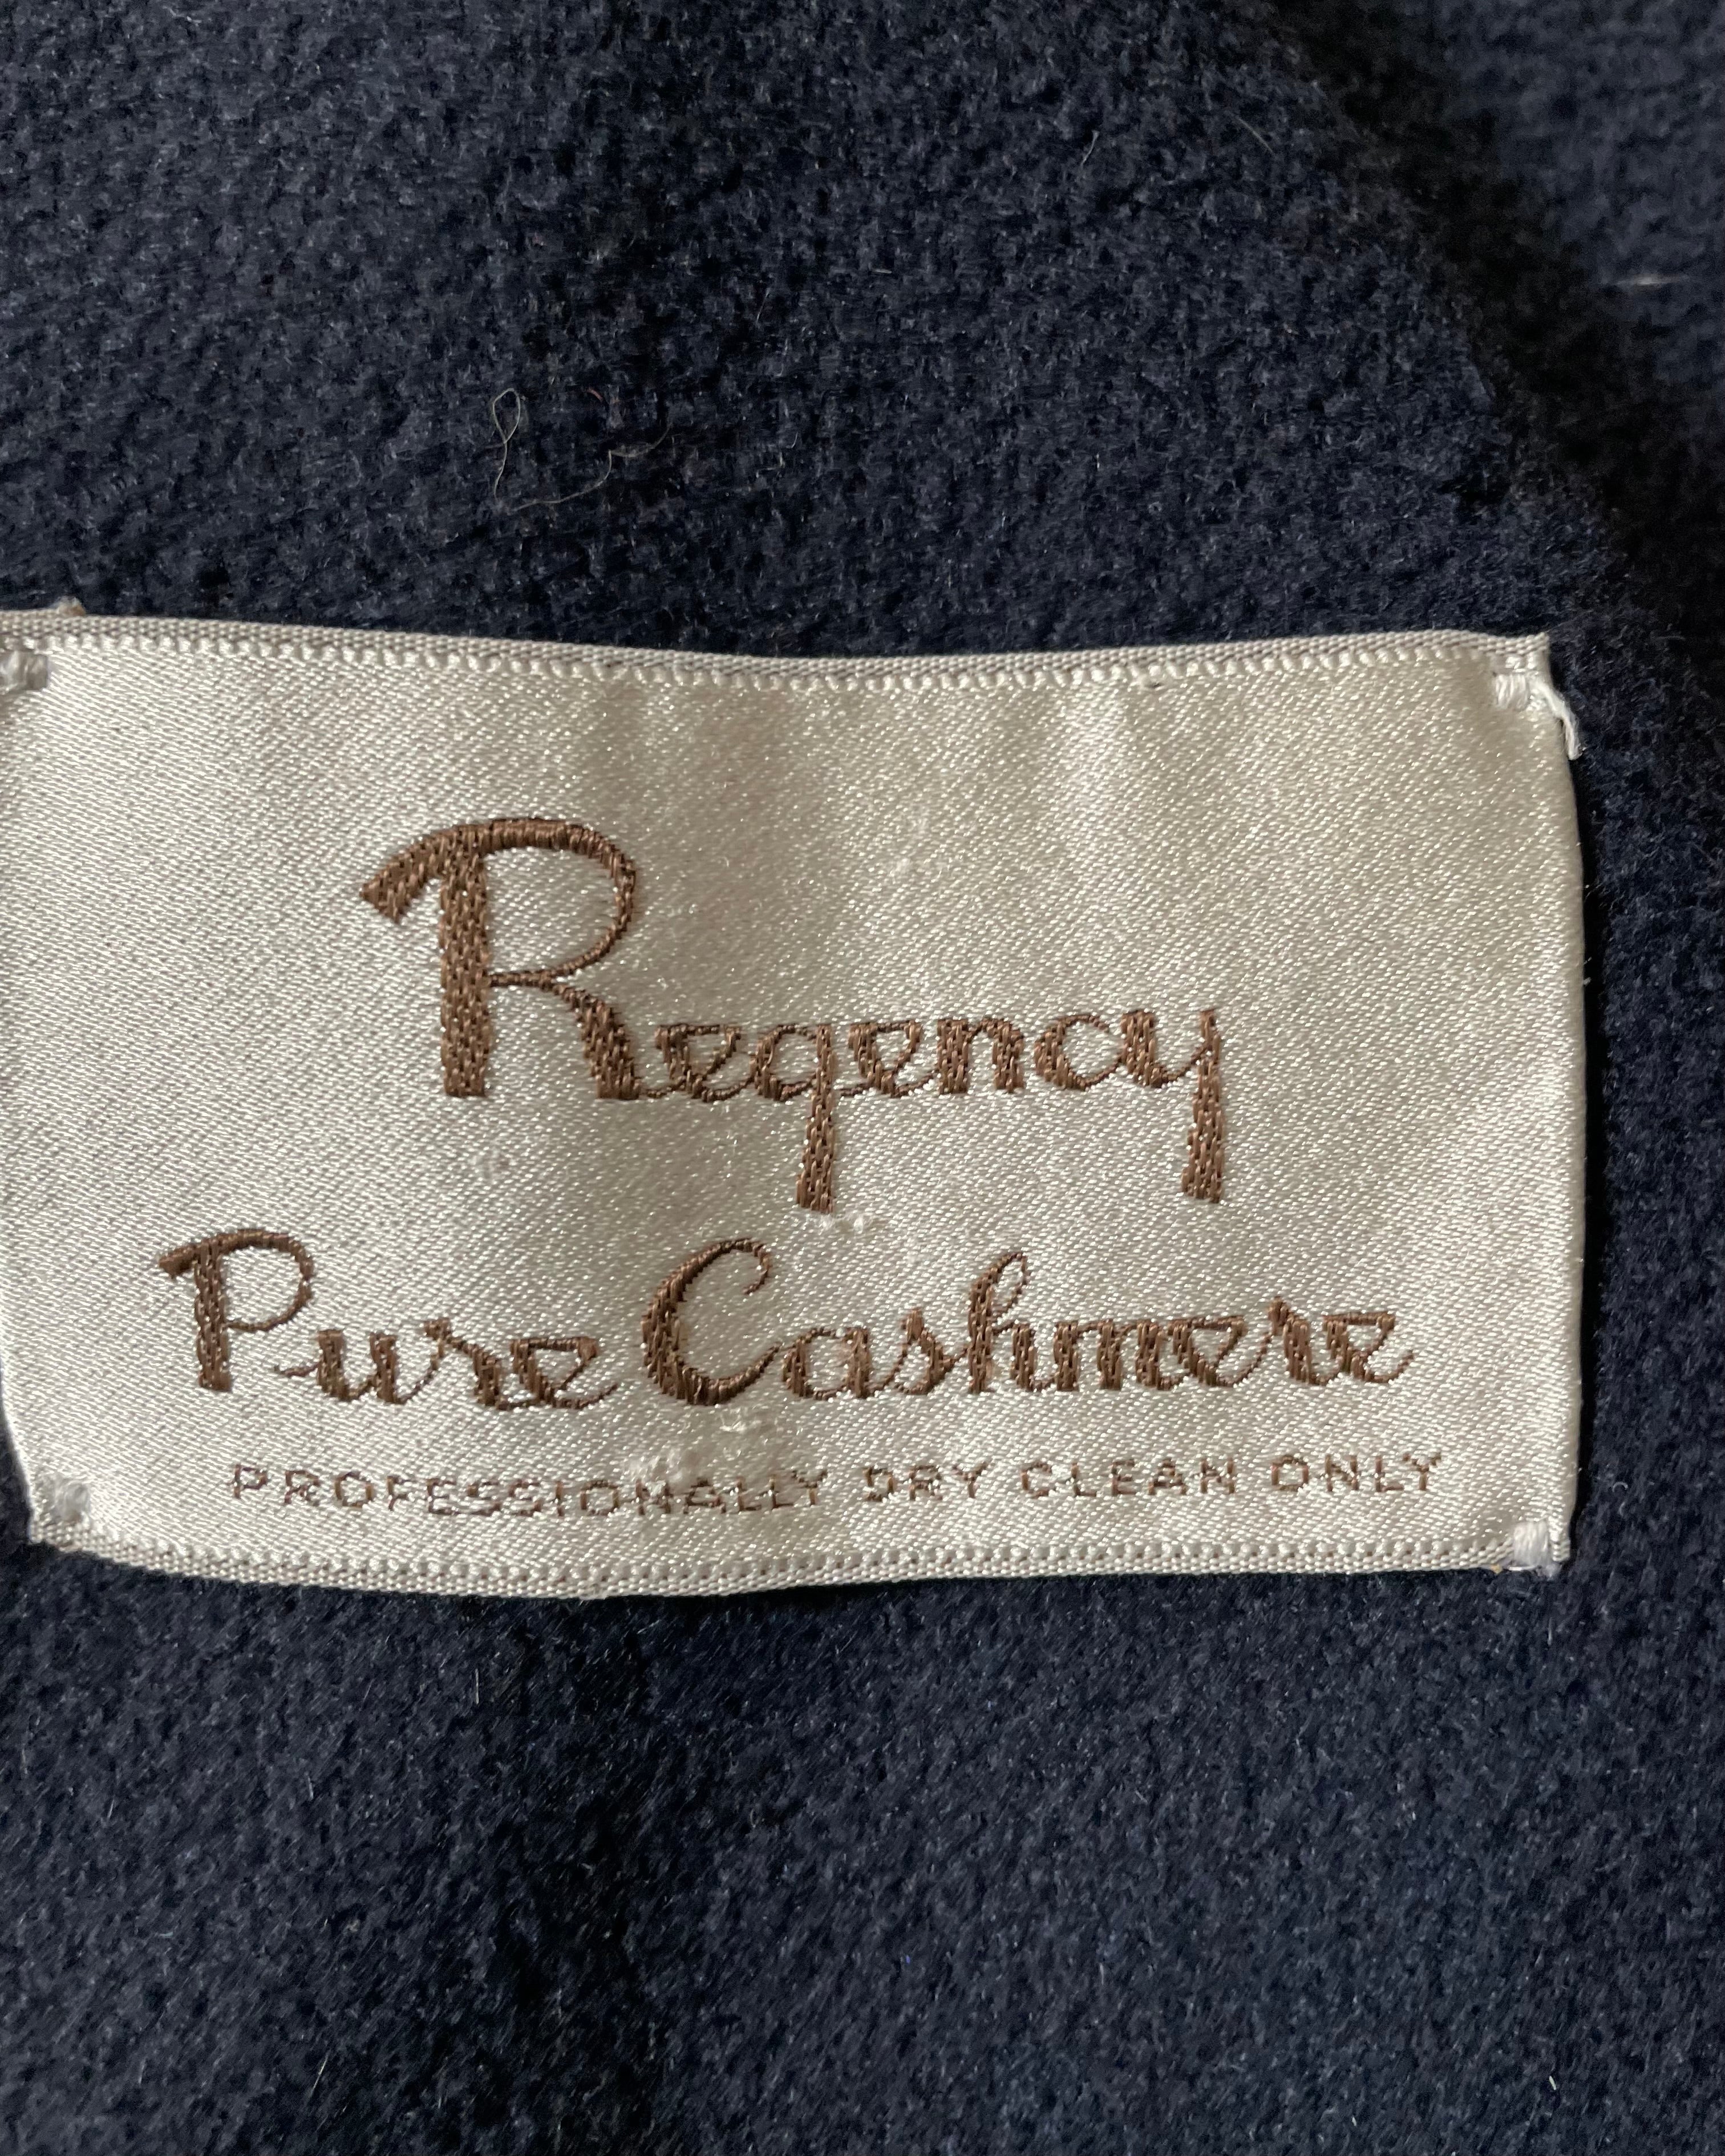 Regency
Pure Cashmere
PROFESSIONALLY DRY CLEAN ONLY